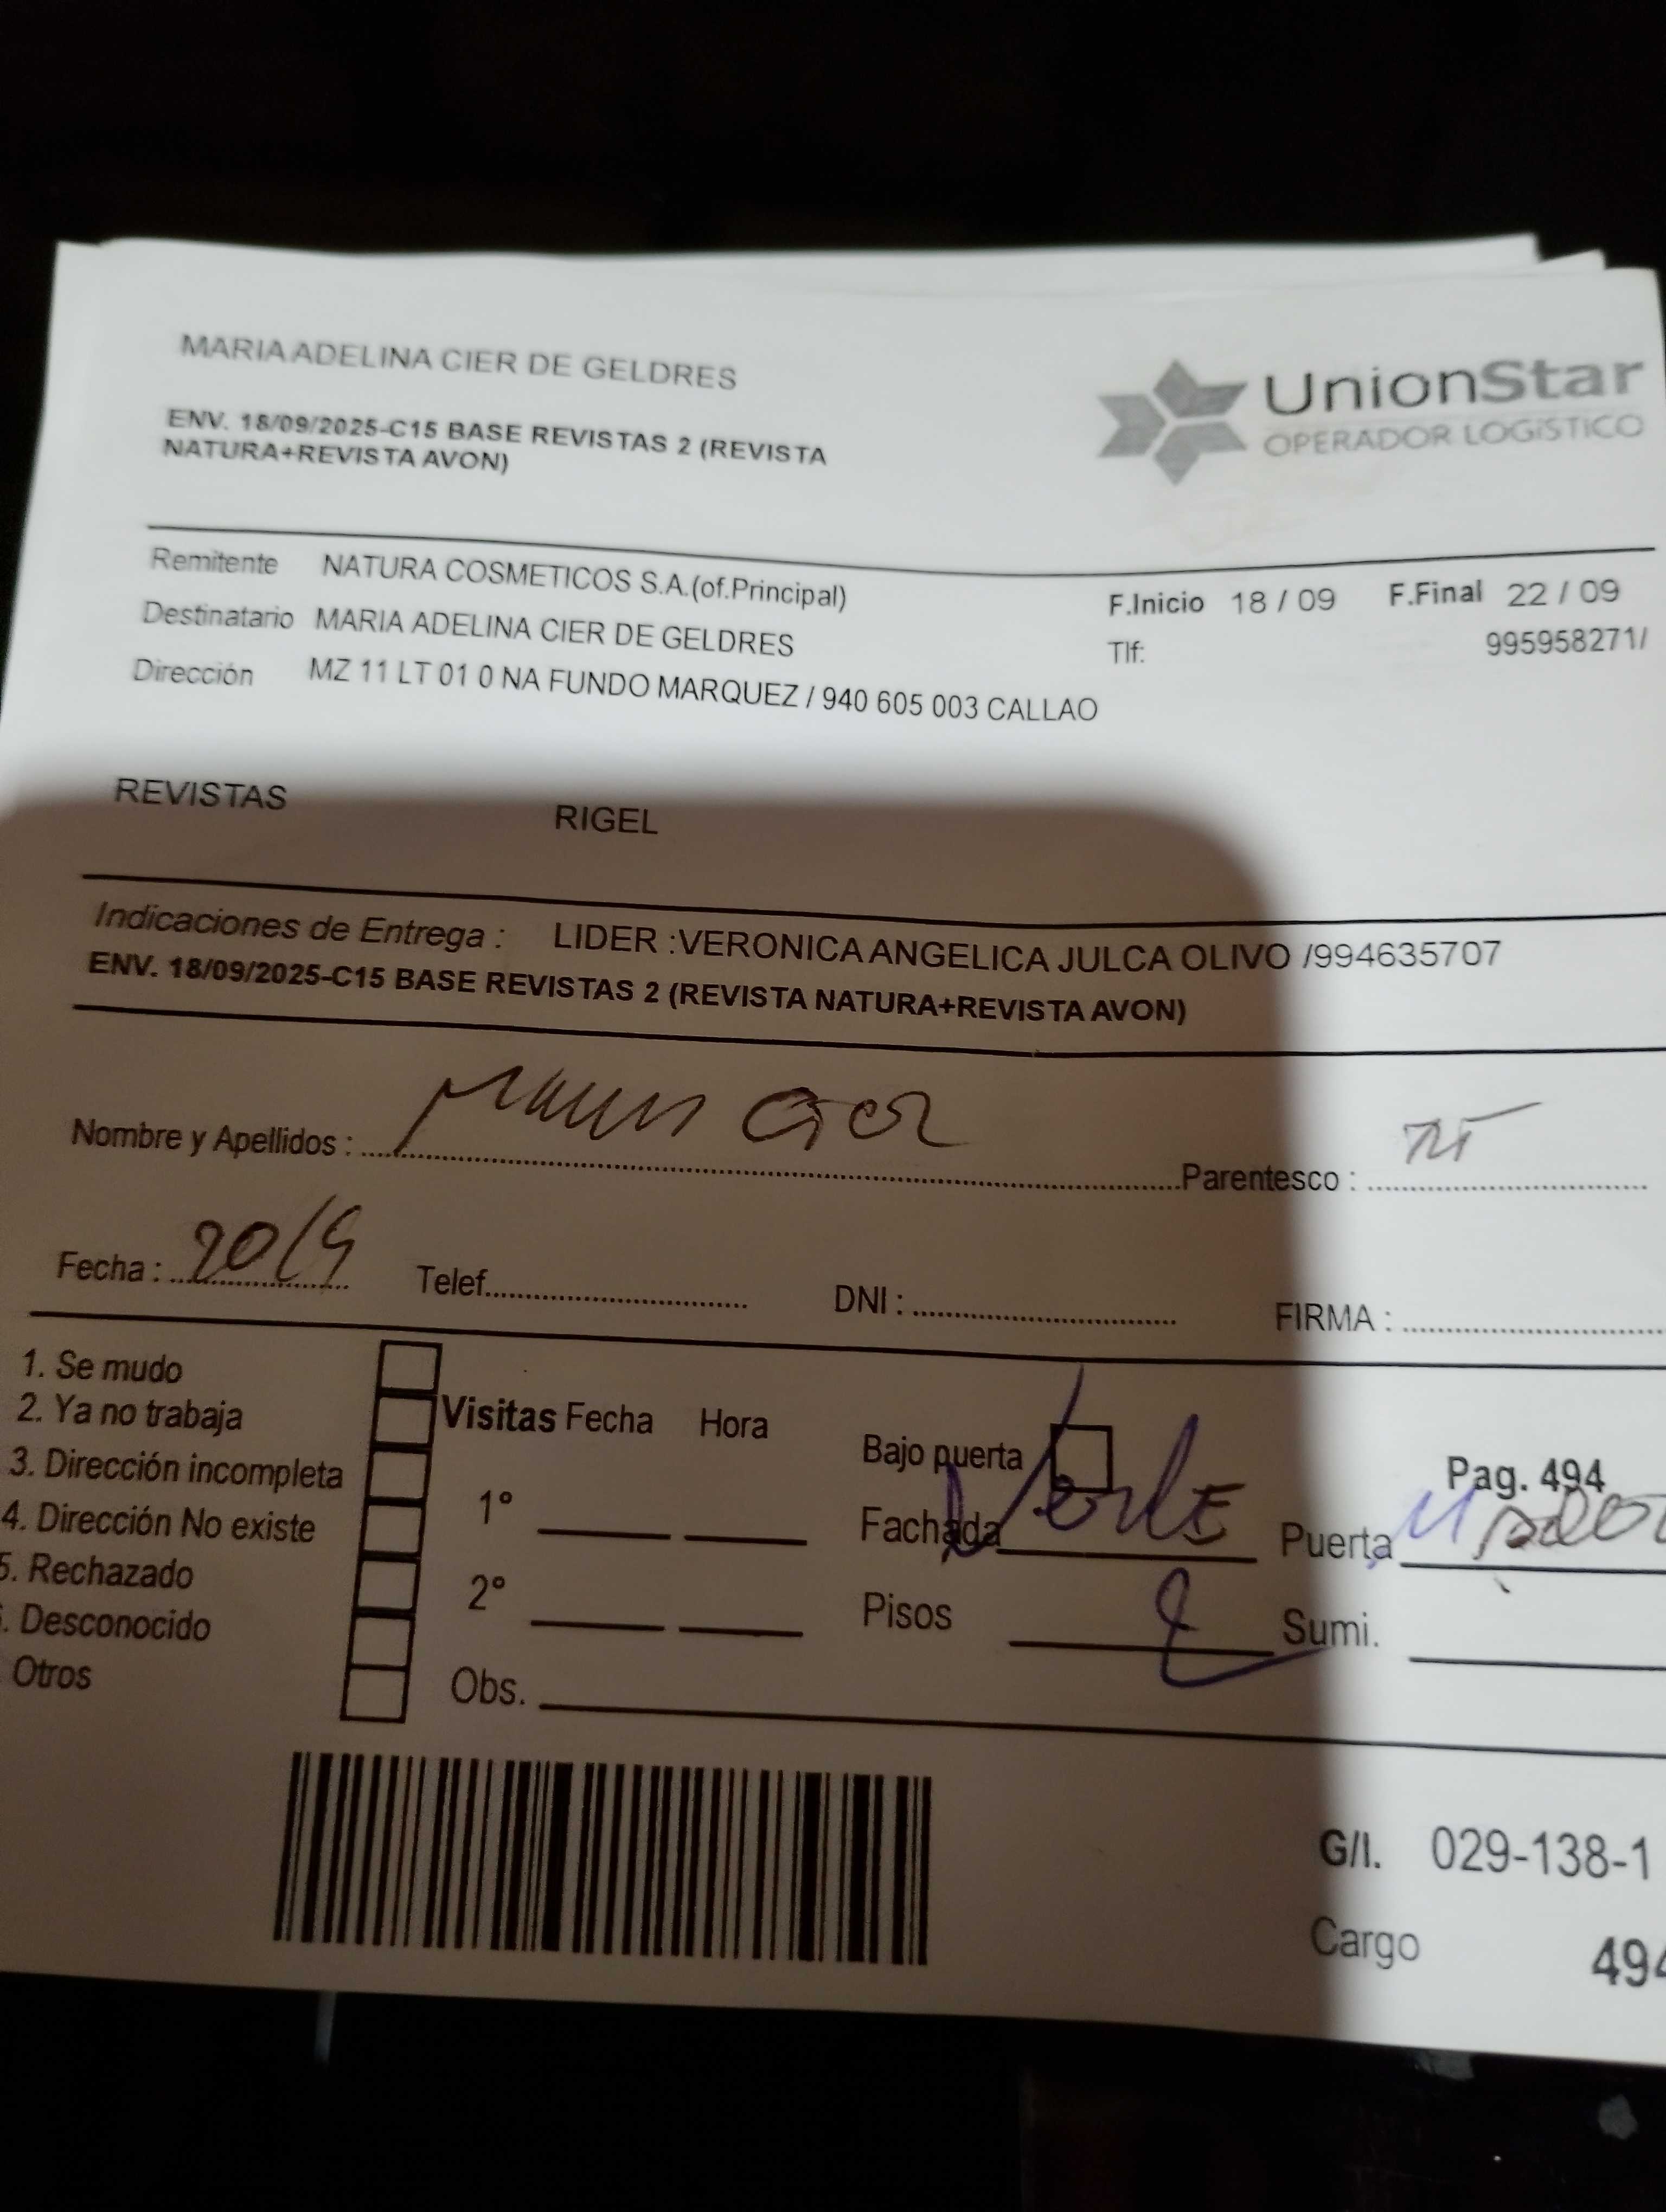 MARIA ADELINA CIER DE GELDRES
UnionStar
OPERADOR LOGÍSTICO
ENV. 18/09/2025-C15 BASE REVISTAS 2 (REVISTA
NATURA+REVISTA AVON)
Remitente NATURA COSMETICOS S.A.(of.Principal) F.Inicio 18 / 09 F.Final 22 / 09
Destinatario MARIA ADELINA CIER DE GELDRES Tlf: 995958271/
Dirección MZ 11 LT 01 0 NA FUNDO MARQUEZ / 940 605 003 CALLAO
REVISTAS RIGEL
Indicaciones de Entrega : LIDER :VERONICA ANGELICA JULCA OLIVO /994635707
ENV. 18/09/2025-C15 BASE REVISTAS 2 (REVISTA NATURA+REVISTA AVON)
Nombre y Apellidos : Cier Parentesco : TIT
Fecha : 20/9 Telef. DNI : FIRMA :
1. Se mudo
2. Ya no trabaja
3. Dirección incompleta
4. Dirección No existe
5. Rechazado
. Desconocido
Otros
Visitas Fecha Hora
1°
2°
Obs.
Bajo puerta Pag. 494
Fachada Verde Puerta
Pisos 2 Sumi.
G/I. 029-138-1
Cargo 494